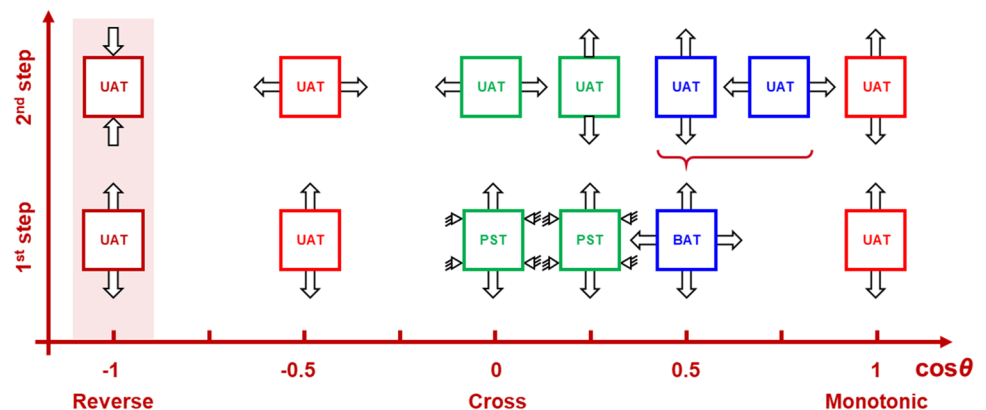 2nd step
UAT UAT UAT UAT UAT UAT UAT
1st step
UAT UAT PST PST BAT UAT
-1 -0.5 0 0.5 1 cosθ
Reverse Cross Monotonic